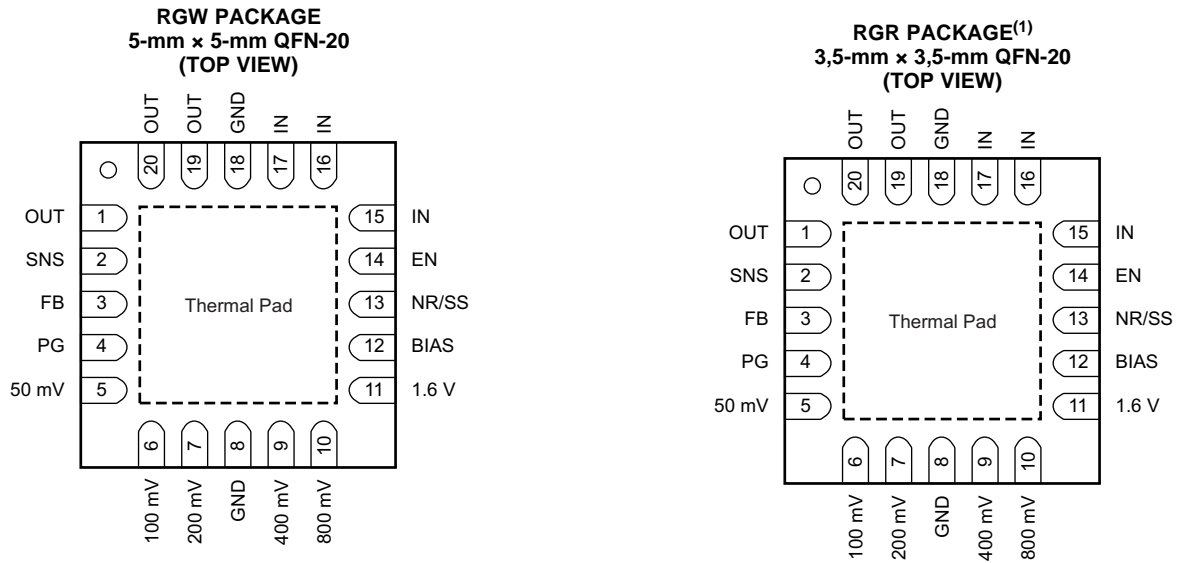 RGW PACKAGE
5-mm × 5-mm QFN-20
(TOP VIEW)
OUT
OUT
GND
IN
IN
20
19
18
17
16
OUT 1
15 IN
SNS 2
14 EN
FB 3
Thermal Pad
13 NR/SS
PG 4
12 BIAS
50 mV 5
11 1.6 V
6
7
8
9
10
100 mV
200 mV
GND
400 mV
800 mV
RGR PACKAGE(1)
3,5-mm × 3,5-mm QFN-20
(TOP VIEW)
OUT
OUT
GND
IN
IN
20
19
18
17
16
OUT 1
15 IN
SNS 2
14 EN
FB 3
Thermal Pad
13 NR/SS
PG 4
12 BIAS
50 mV 5
11 1.6 V
6
7
8
9
10
100 mV
200 mV
GND
400 mV
800 mV